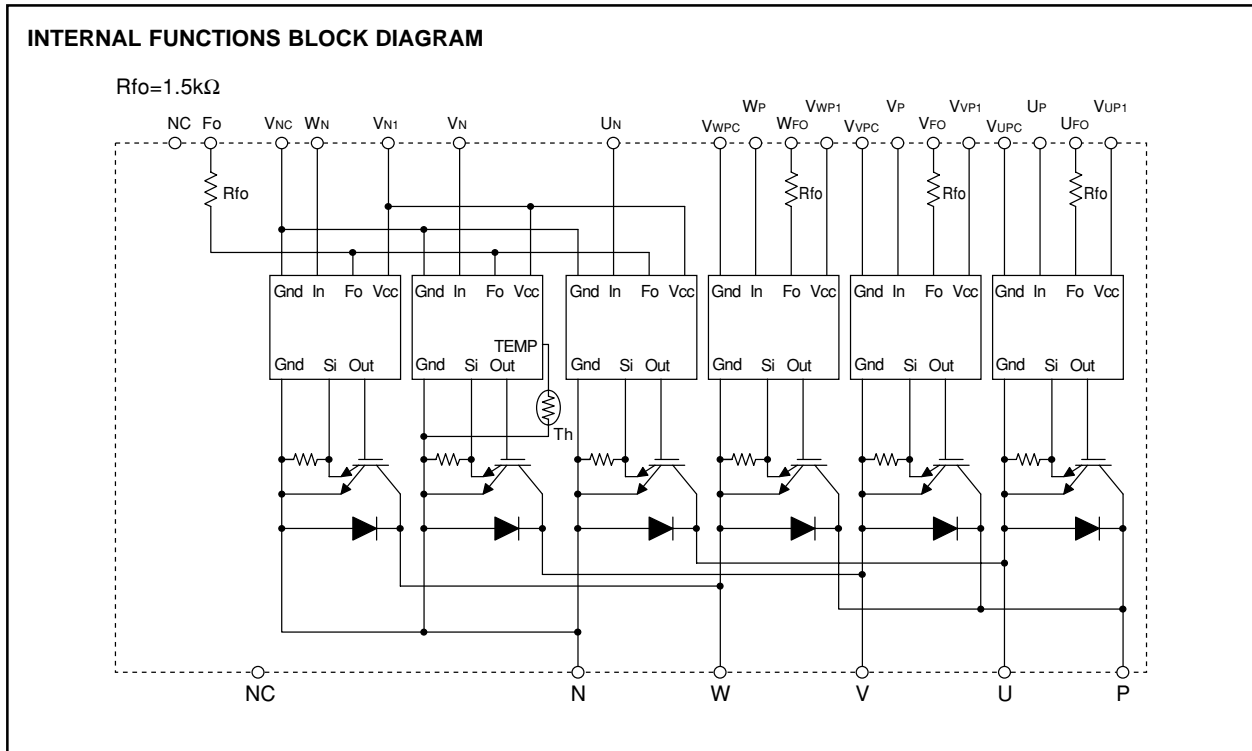 INTERNAL FUNCTIONS BLOCK DIAGRAM
Rfo=1.5kΩ
WP VWP1 VP VVP1 UP VUP1
NC Fo VNC WN VN1 VN UN VWPC WFO VVPC VFO VUPC UFO
Rfo Rfo Rfo Rfo
Gnd In Fo Vcc Gnd In Fo Vcc Gnd In Fo Vcc Gnd In Fo Vcc Gnd In Fo Vcc Gnd In Fo Vcc
TEMP
Gnd Si Out Gnd Si Out Gnd Si Out Gnd Si Out Gnd Si Out Gnd Si Out
Th
NC N W V U P